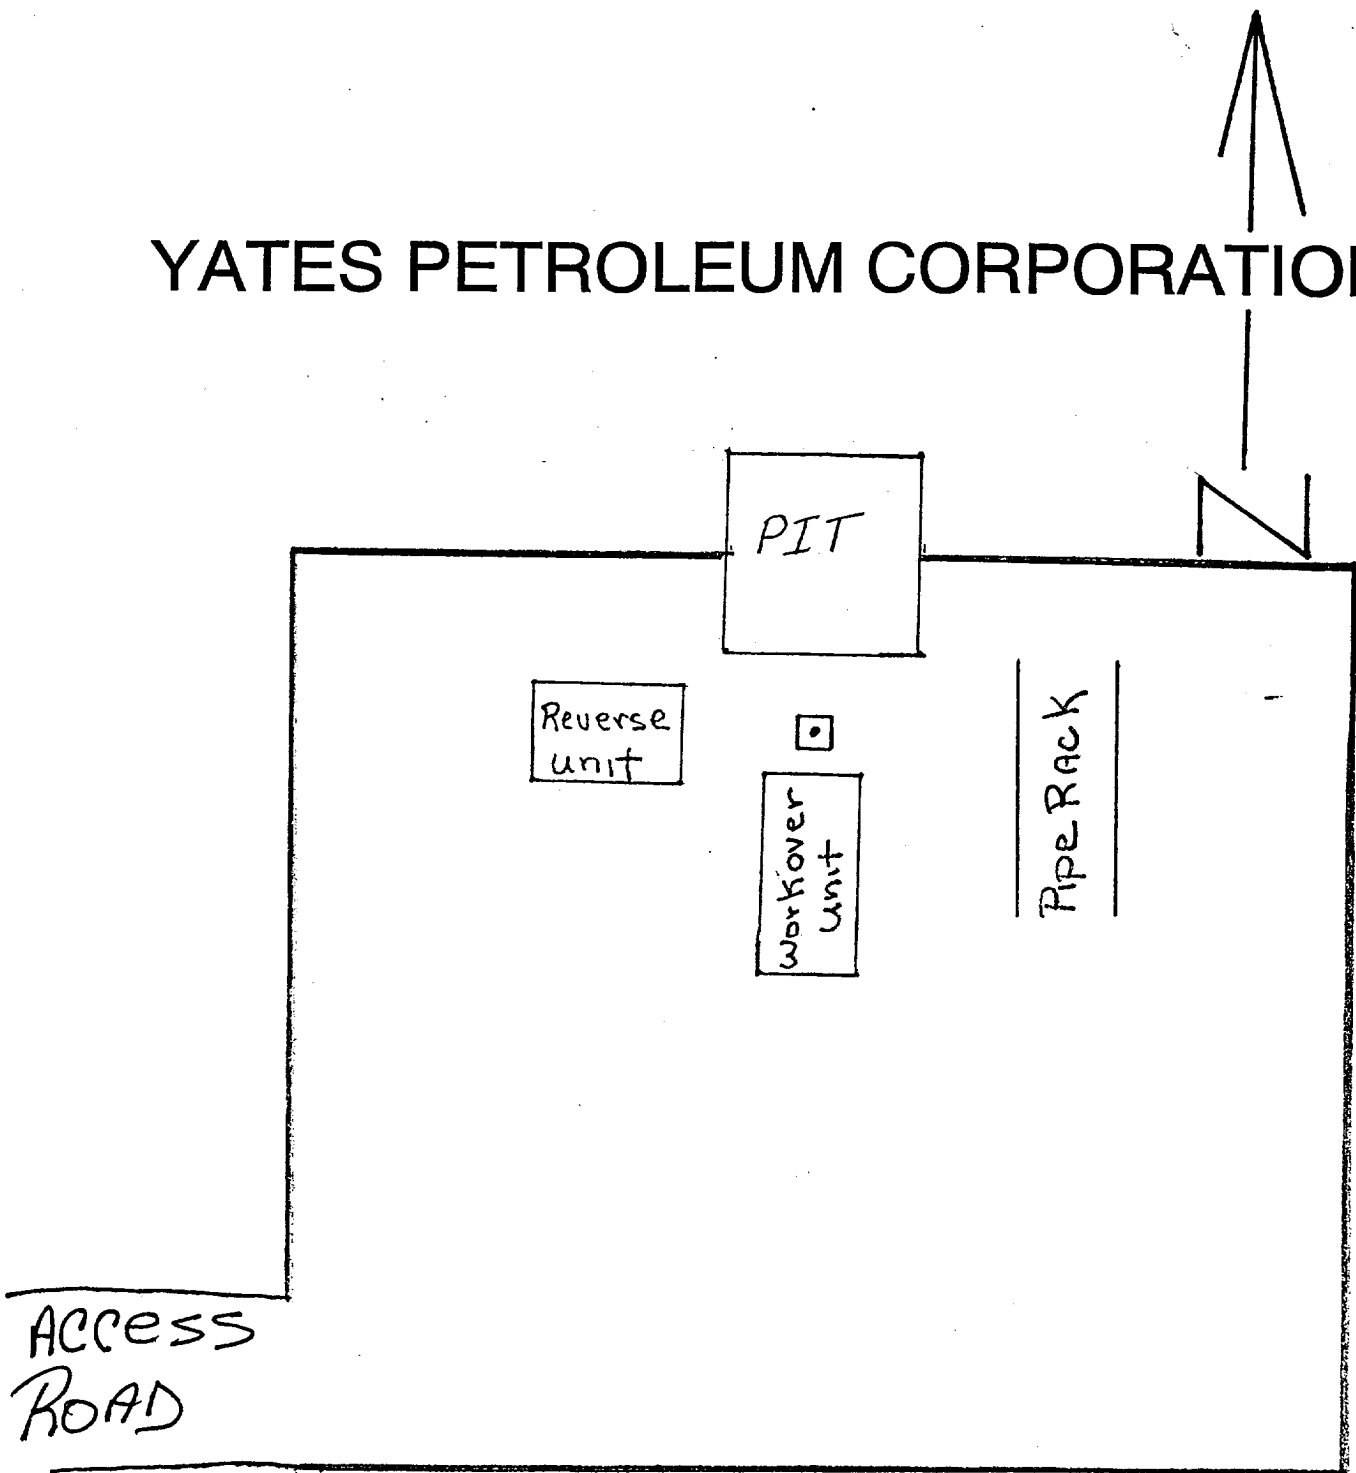 YATES PETROLEUM CORPORATIO
N
PIT
Reverse
unit
Workover
unit
Pipe Rack
Access
Road